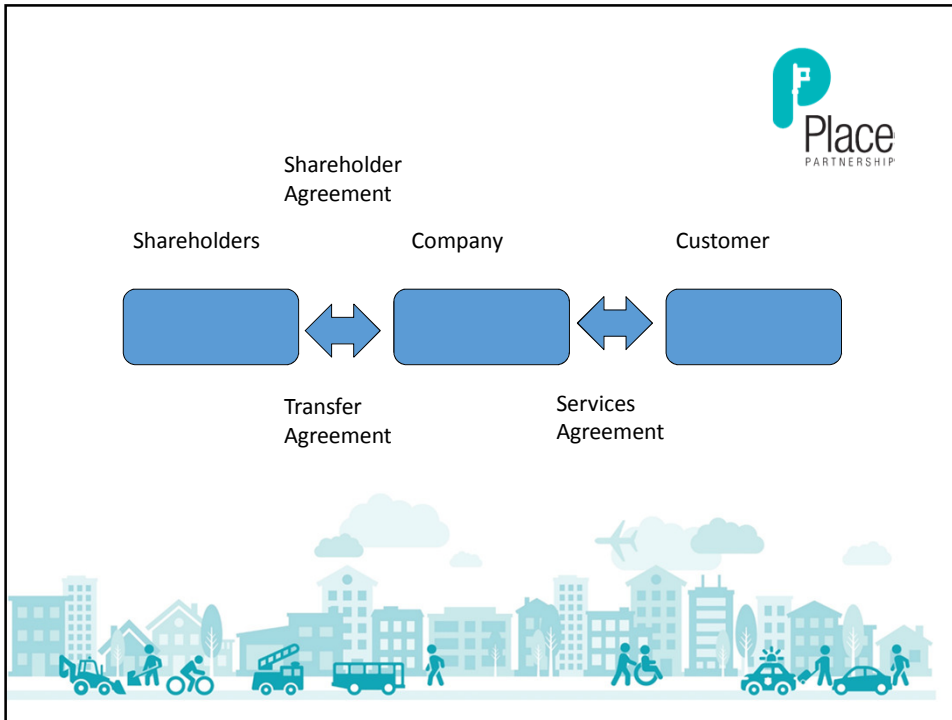 Place
PARTNERSHIP
Shareholder
Agreement
Shareholders
Company
Customer
Transfer
Agreement
Services
Agreement